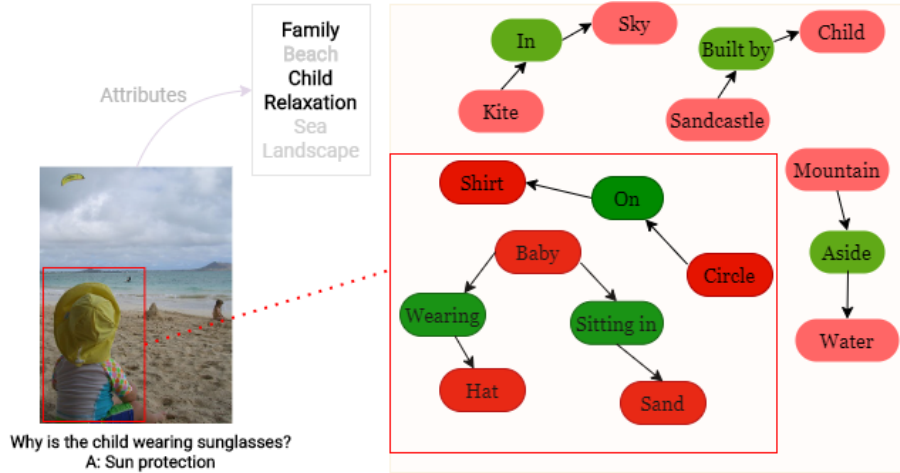 Family
Beach
Child
Relaxation
Sea
Landscape
Attributes
Why is the child wearing sunglasses?
A: Sun protection
In
Sky
Kite
Built by
Child
Sandcastle
Shirt
On
Circle
Baby
Wearing
Sitting in
Hat
Sand
Mountain
Aside
Water